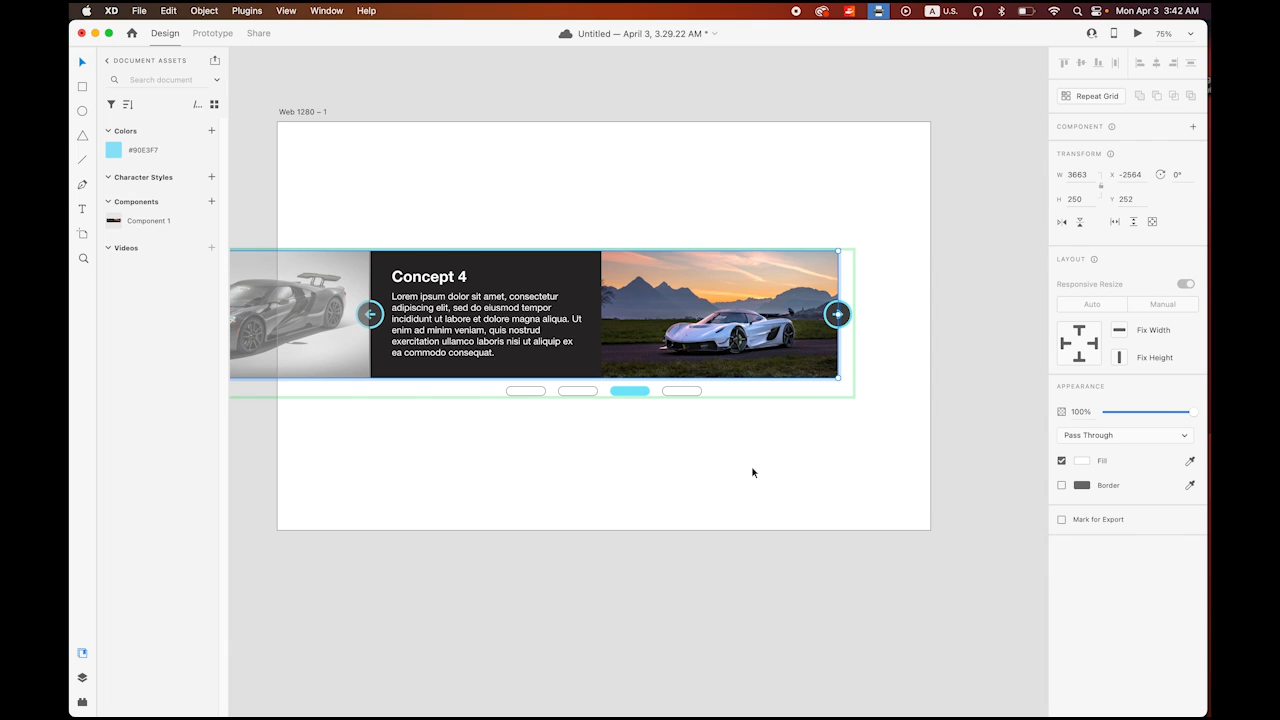 XD File Edit Object Plugins View Window Help
A U.S. Mon Apr 3 3:42 AM
Design Prototype Share
Untitled — April 3, 3.29.22 AM *
75%
DOCUMENT ASSETS
Search document
/...
Colors
#90E3F7
Character Styles
Components
Component 1
Videos
Web 1280 – 1
Concept 4
Lorem ipsum dolor sit amet, consectetur
adipiscing elit, sed do eiusmod tempor
incididunt ut labore et dolore magna aliqua. Ut
enim ad minim veniam, quis nostrud
exercitation ullamco laboris nisi ut aliquip ex
ea commodo consequat.
Repeat Grid
COMPONENT
TRANSFORM
W 3663 X -2564 0°
H 250 Y 252
LAYOUT
Responsive Resize
Auto Manual
Fix Width
Fix Height
APPEARANCE
100%
Pass Through
Fill
Border
Mark for Export